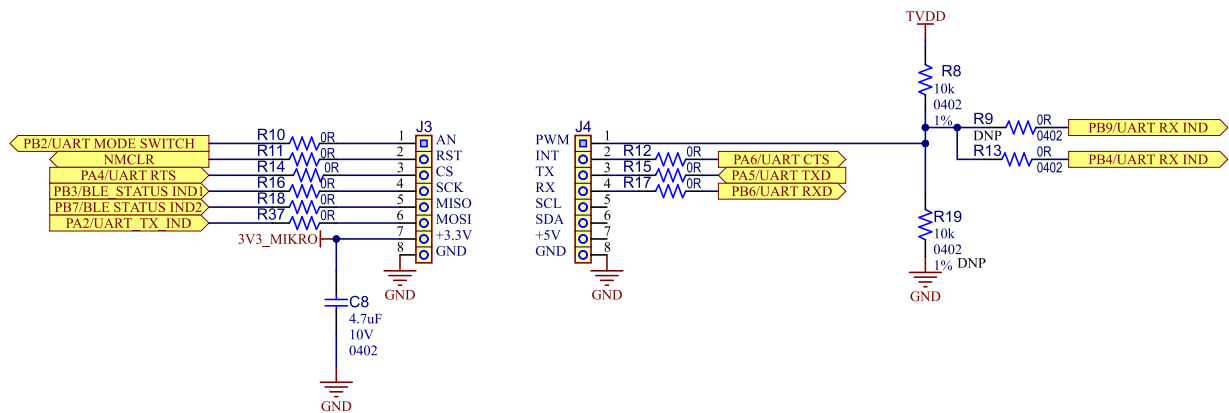 TVDD
R8
10k
0402
1%
R9
DNP
0R
0402
PB9/UART RX IND
R13
0R
0402
PB4/UART RX IND
R19
10k
0402
1%
DNP
GND
J3
PB2/UART MODE SWITCH R10 0R 1 AN
NMCLR R11 0R 2 RST
PA4/UART RTS R14 0R 3 CS
PB3/BLE_STATUS IND1 R16 0R 4 SCK
PB7/BLE STATUS IND2 R18 0R 5 MISO
PA2/UART_TX_IND R37 0R 6 MOSI
3V3_MIKRO 7 +3.3V
8 GND
GND
C8
4.7uF
10V
0402
GND
J4
PWM 1
INT 2 R12 0R PA6/UART CTS
TX 3 R15 0R PA5/UART TXD
RX 4 R17 0R PB6/UART RXD
SCL 5
SDA 6
+5V 7
GND 8
GND